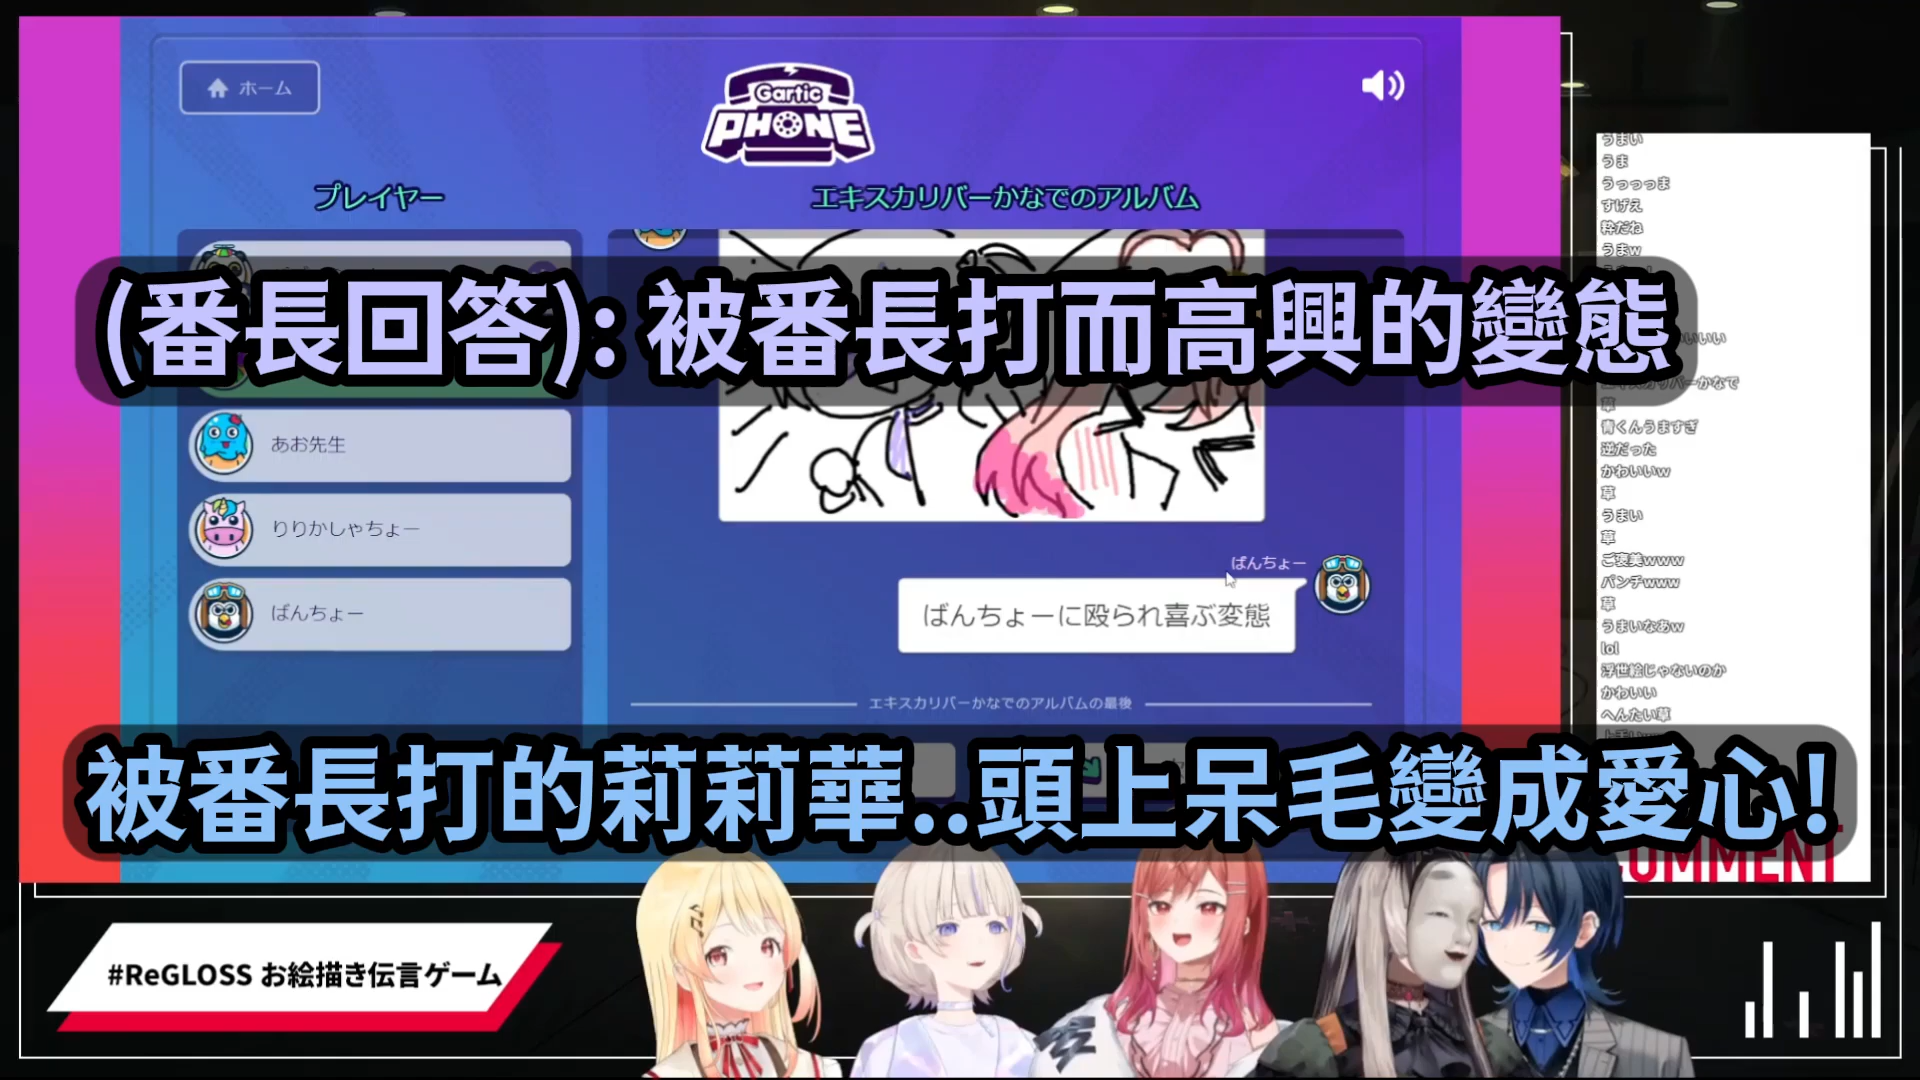 ホーム
Gartic
PHONE
プレイヤー
エキスカリバーかなでのアルバム
(番長回答): 被番長打而高興的變態
あお先生
りりかしゃちょー
ばんちょー
ばんちょー
ばんちょーに殴られ喜ぶ変態
エキスカリバーかなでのアルバムの最後
被番長打的莉莉華..頭上呆毛變成愛心!
うまい
うま
うっっっま
すげえ
粋だね
うまw
草
青くんうますぎ
逆だった
かわいいw
草
うまい
草
ご褒美www
パンチwww
草
うまいなあw
lol
浮世絵じゃないのか
かわいい
へんたい草
COMMENT
#ReGLOSS お絵描き伝言ゲーム